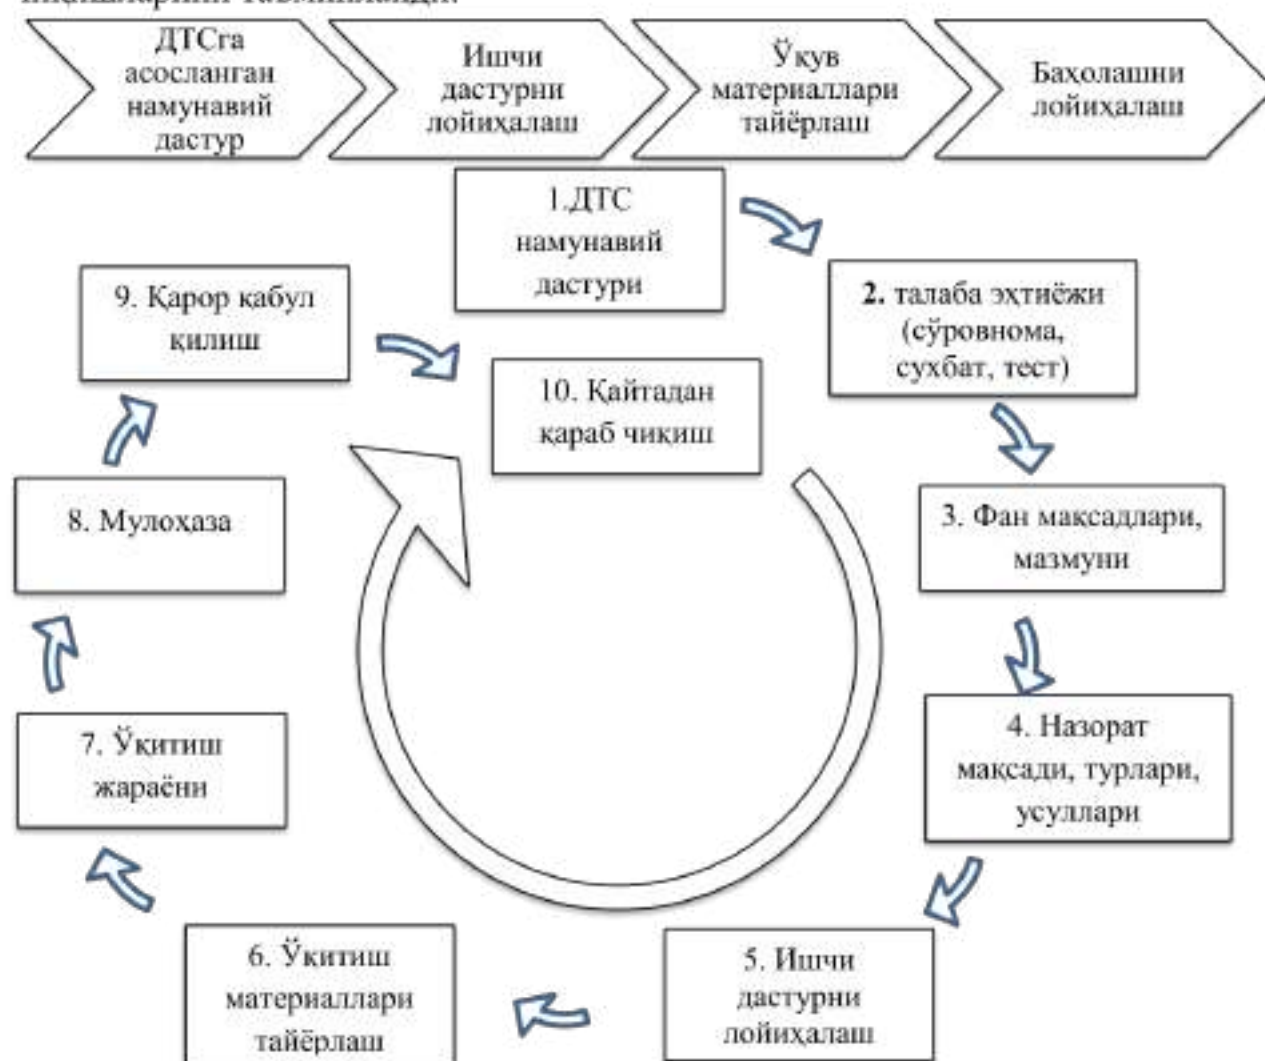 ДТСга
асосланган
намунавий
дастур
Ишчи
дастурни
лойиҳалаш
Ўқув
материаллари
тайёрлаш
Баҳолашни
лойиҳалаш
1.ДТС
намунавий
дастури
2. талаба эҳтиёжи
(сўровнома,
сухбат, тест)
3. Фан мақсадлари,
мазмуни
4. Назорат
мақсади, турлари,
усуллари
5. Ишчи
дастурни
лойиҳалаш
6. Ўқитиш
материаллари
тайёрлаш
7. Ўқитиш
жараёни
8. Мулоҳаза
9. Қарор қабул
қилиш
10. Қайтадан
қараб чиқиш